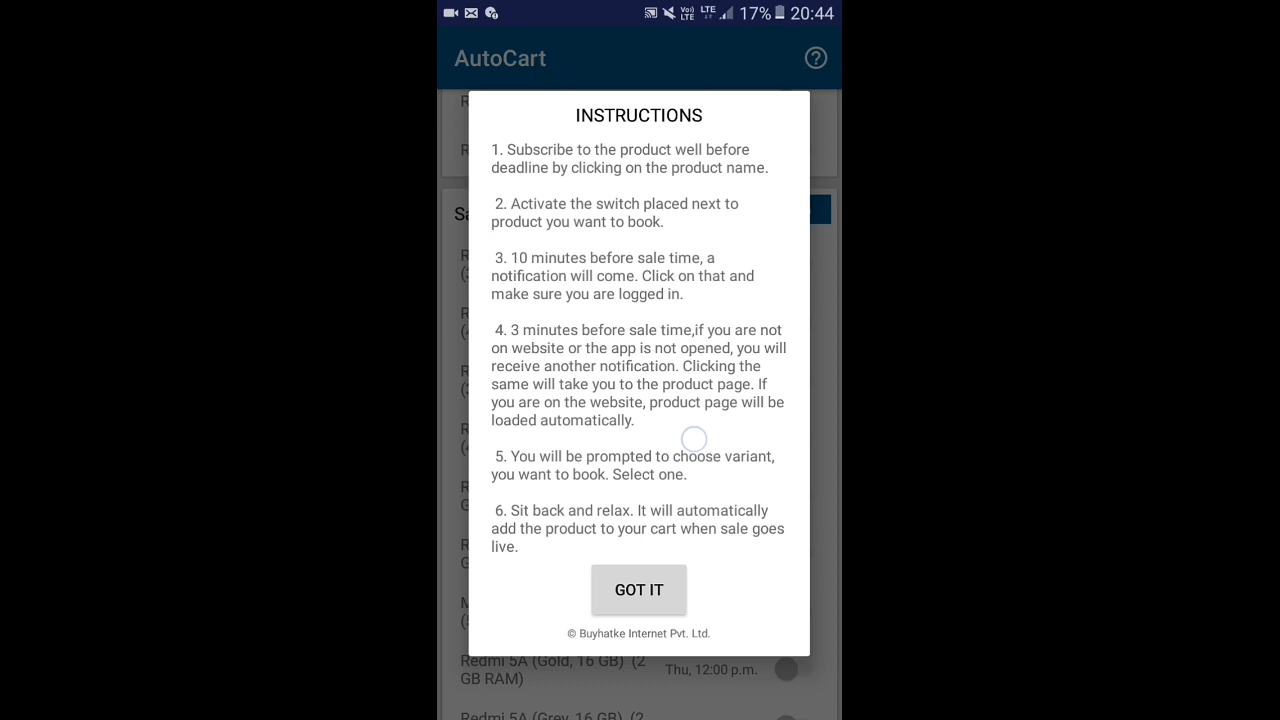 17% 20:44
AutoCart
INSTRUCTIONS
1. Subscribe to the product well before
deadline by clicking on the product name.
2. Activate the switch placed next to
product you want to book.
3. 10 minutes before sale time, a
notification will come. Click on that and
make sure you are logged in.
4. 3 minutes before sale time,if you are not
on website or the app is not opened, you will
receive another notification. Clicking the
same will take you to the product page. If
you are on the website, product page will be
loaded automatically.
5. You will be prompted to choose variant,
you want to book. Select one.
6. Sit back and relax. It will automatically
add the product to your cart when sale goes
live.
GOT IT
© Buyhatke Internet Pvt. Ltd.
Redmi 5A (Gold, 16 GB) (2 Thu, 12:00 p.m.
GB RAM)
Redmi 5A (Grey, 16 GB) (2